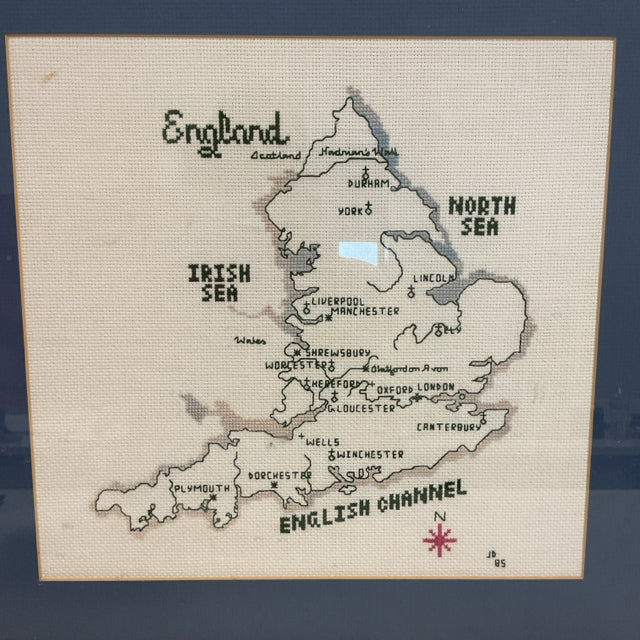 England
Scotland
Hadrian's Wall
DURHAM
YORK
NORTH
SEA
IRISH
SEA
LINCOLN
LIVERPOOL
MANCHESTER
ELY
Wales
SHREWSBURY
WORCESTER
Stratford on Avon
HEREFORD
OXFORD
LONDON
GLOUCESTER
CANTERBURY
WELLS
WINCHESTER
PLYMOUTH
DORCHESTER
ENGLISH CHANNEL
N
JD
85